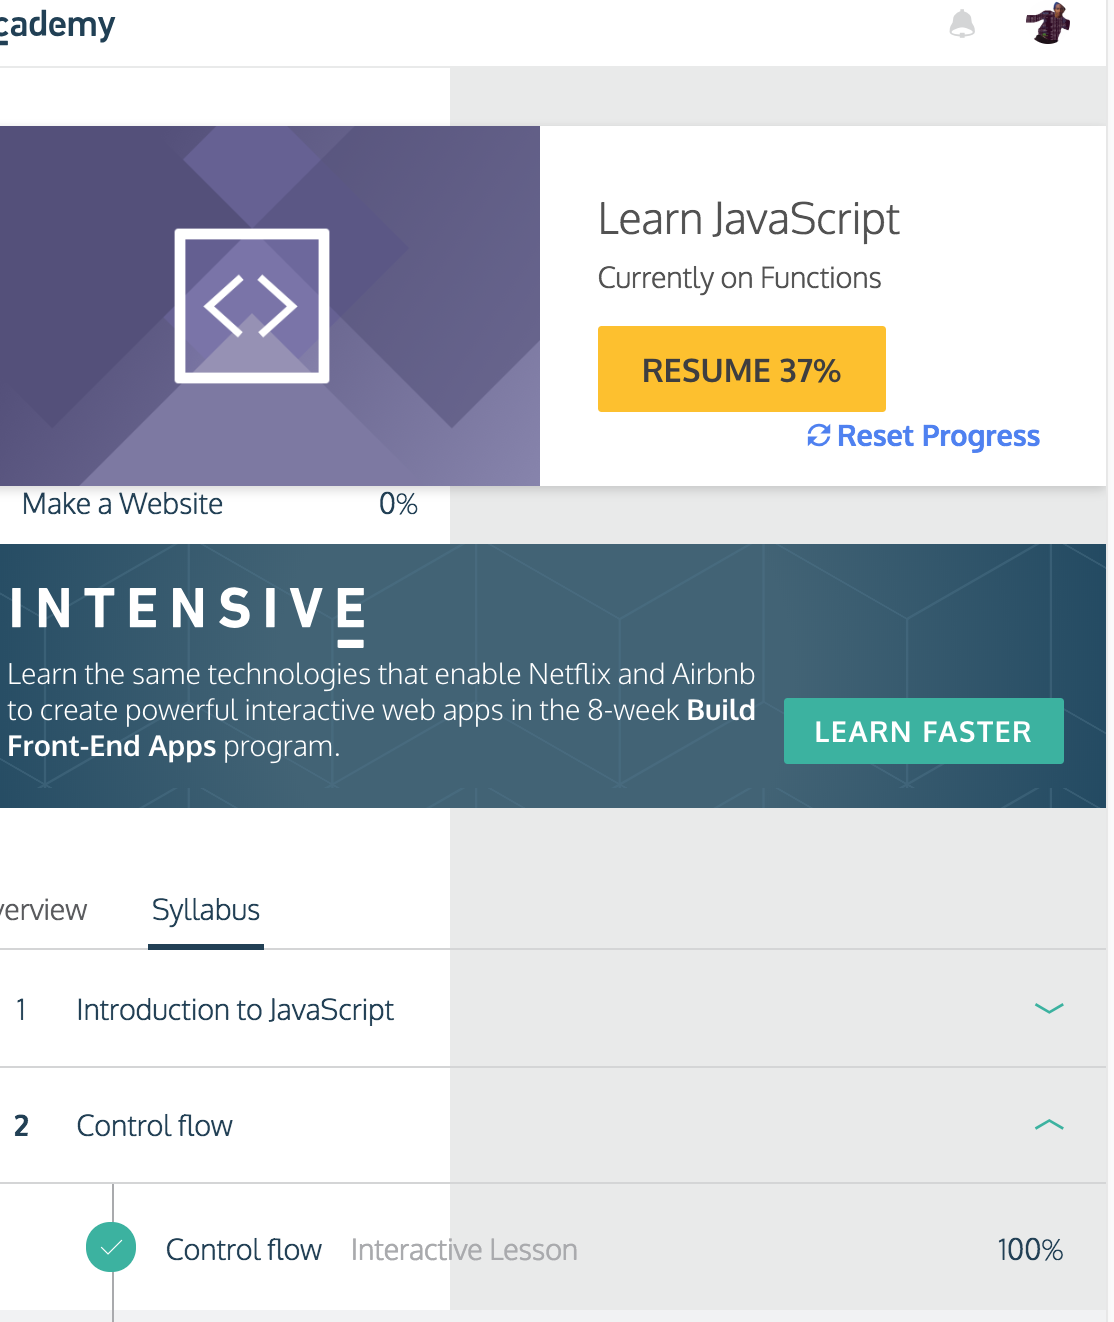 cademy
Learn JavaScript
Currently on Functions
RESUME 37%
Reset Progress
Make a Website 0%
INTENSIVE
Learn the same technologies that enable Netflix and Airbnb
to create powerful interactive web apps in the 8-week Build
Front-End Apps program.
LEARN FASTER
verview Syllabus
1 Introduction to JavaScript
2 Control flow
Control flow Interactive Lesson 100%